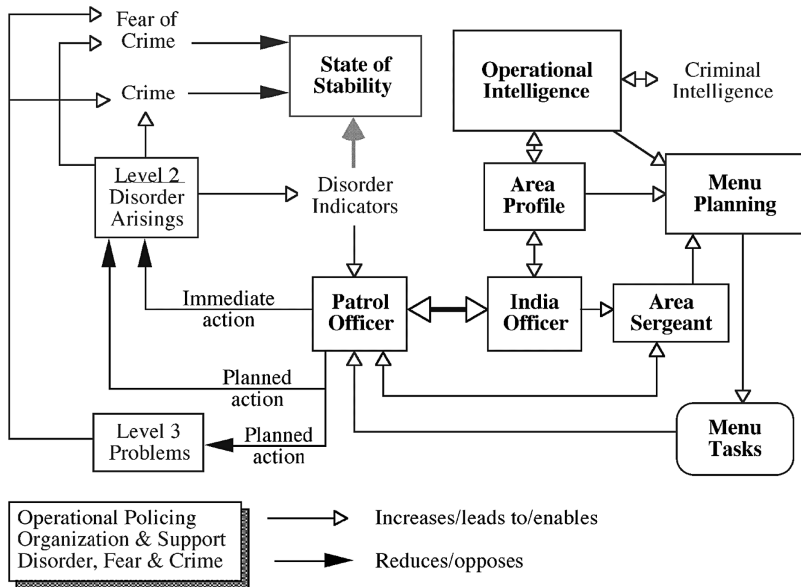 Fear of
Crime
State of
Stability
Operational
Intelligence
Criminal
Intelligence
Crime
Level 2
Disorder
Arisings
Disorder
Indicators
Area
Profile
Menu
Planning
Immediate
action
Patrol
Officer
India
Officer
Area
Sergeant
Planned
action
Level 3
Problems
Planned
action
Menu
Tasks
Operational Policing
Organization & Support
Disorder, Fear & Crime
Increases/leads to/enables
Reduces/opposes